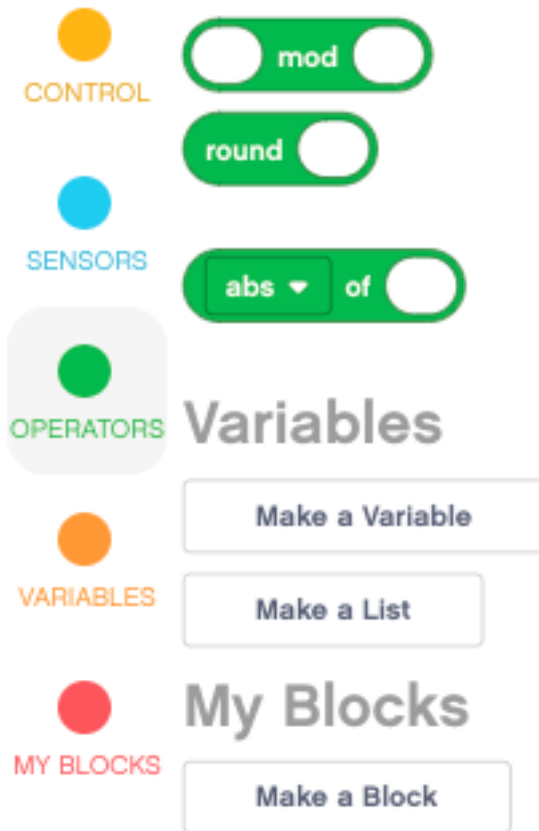 CONTROL
SENSORS
OPERATORS
VARIABLES
MY BLOCKS
mod
round
abs of
Variables
Make a Variable
Make a List
My Blocks
Make a Block